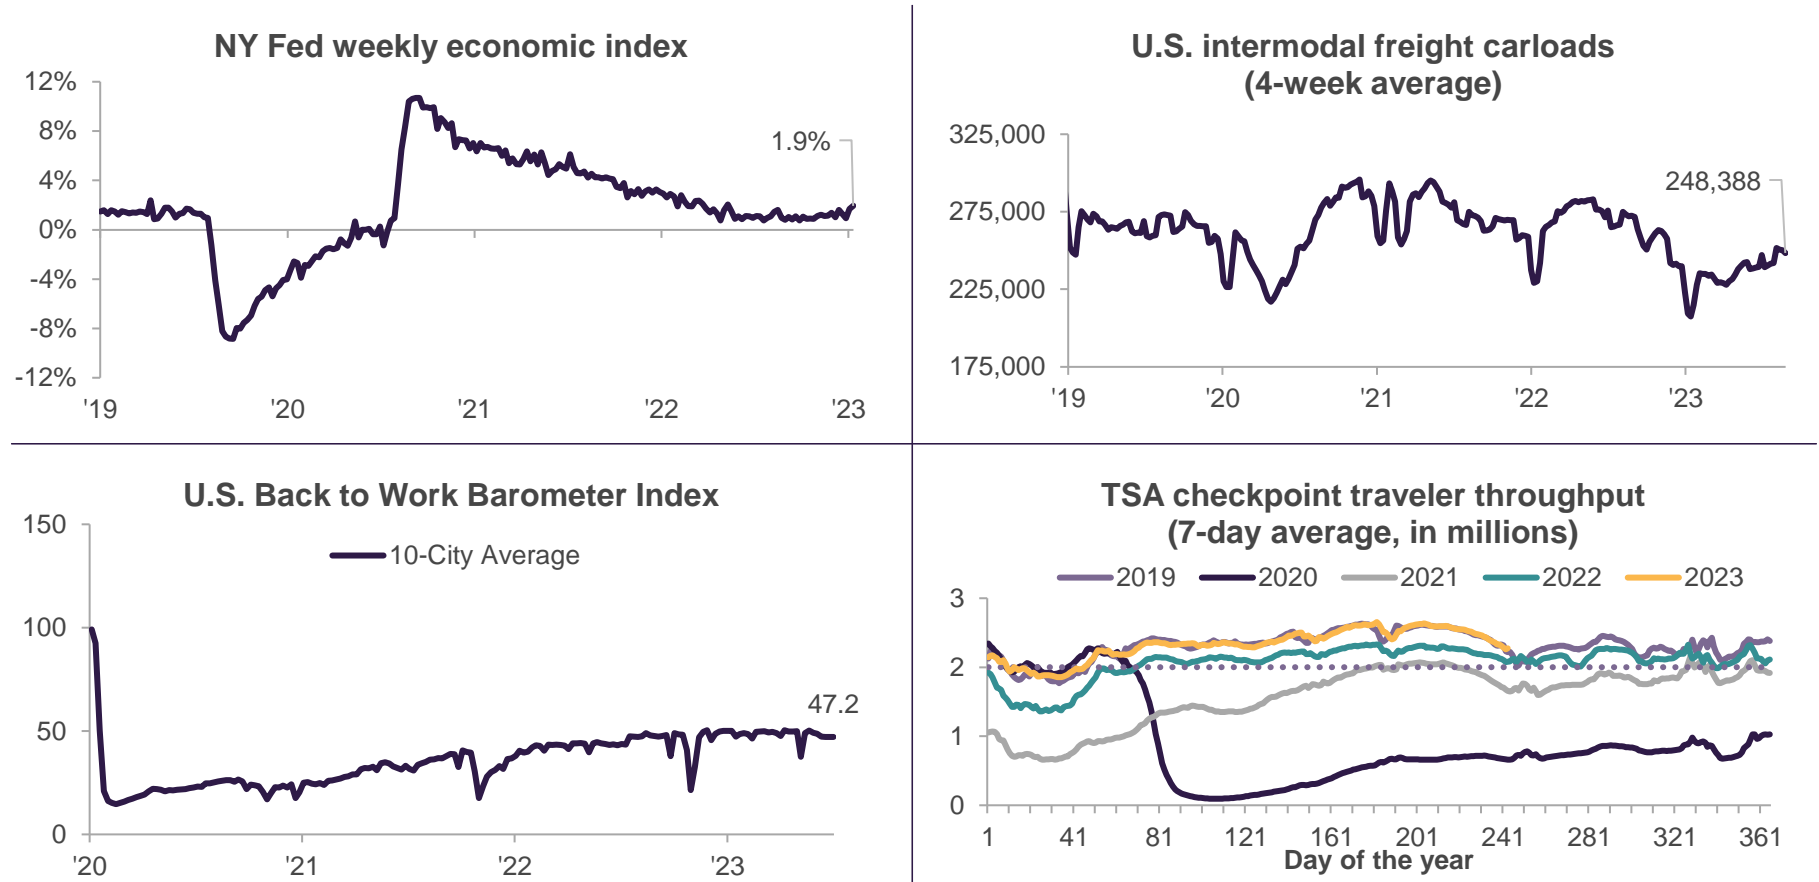 NY Fed weekly economic index
12%
8%
4%
0%
-4%
-8%
-12%
1.9%
'19 '20 '21 '22 '23
U.S. intermodal freight carloads
(4-week average)
325,000
275,000
225,000
175,000
248,388
'19 '20 '21 '22 '23
U.S. Back to Work Barometer Index
150
100
50
0
10-City Average
47.2
'20 '21 '22 '23
TSA checkpoint traveler throughput
(7-day average, in millions)
2019 2020 2021 2022 2023
3
2
1
0
1 41 81 121 161 201 241 281 321 361
Day of the year